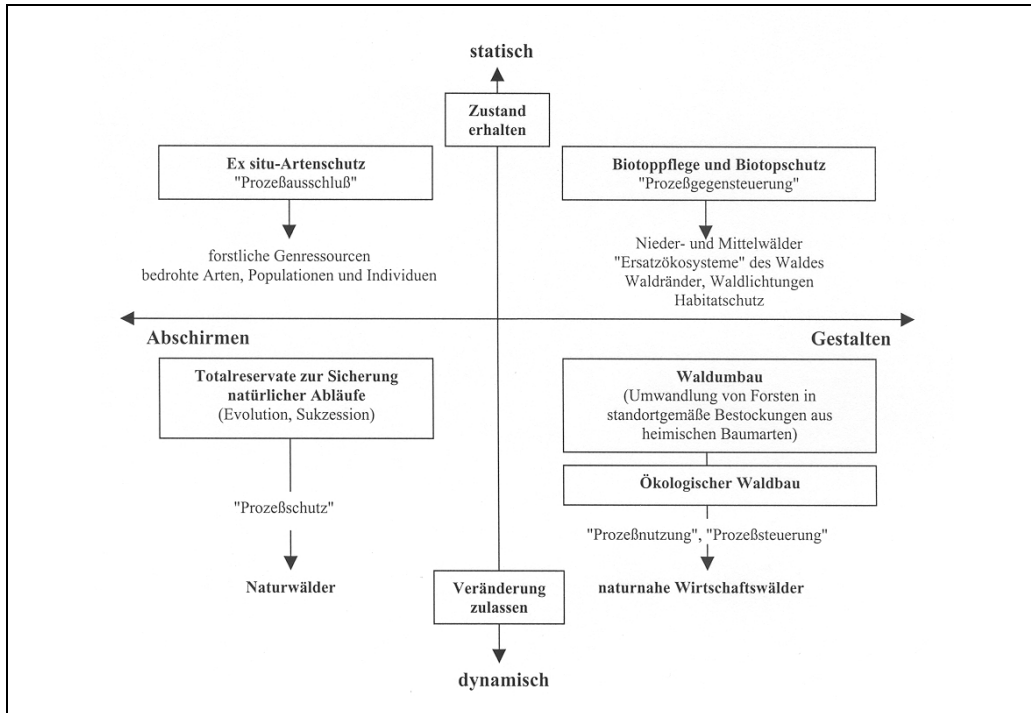 statisch
Zustand
erhalten
Ex situ-Artenschutz
"Prozeßausschluß"
forstliche Genressourcen
bedrohte Arten, Populationen und Individuen
Biotoppflege und Biotopschutz
"Prozeßgegensteuerung"
Nieder- und Mittelwälder
"Ersatzökosysteme" des Waldes
Waldränder, Waldlichtungen
Habitatschutz
Abschirmen
Gestalten
Totalreservate zur Sicherung
natürlicher Abläufe
(Evolution, Sukzession)
"Prozeßschutz"
Naturwälder
Waldumbau
(Umwandlung von Forsten in
standortgemäße Bestockungen aus
heimischen Baumarten)
Ökologischer Waldbau
"Prozeßnutzung", "Prozeßsteuerung"
naturnahe Wirtschaftswälder
Veränderung
zulassen
dynamisch